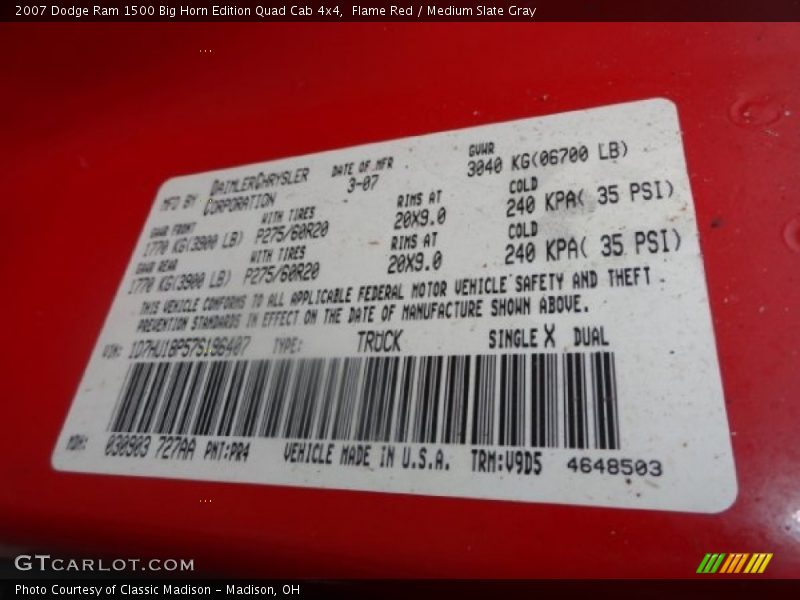 2007 Dodge Ram 1500 Big Horn Edition Quad Cab 4x4, Flame Red / Medium Slate Gray
MFD BY DAIMLERCHRYSLER CORPORATION
DATE OF MFR 3-07
GVWR 3040 KG(06700 LB)
GAWR FRONT 1770 KG(3900 LB)
WITH TIRES P275/60R20
RIMS AT 20X9.0
COLD 240 KPA( 35 PSI)
GAWR REAR 1770 KG(3900 LB)
WITH TIRES P275/60R20
RIMS AT 20X9.0
COLD 240 KPA( 35 PSI)
THIS VEHICLE CONFORMS TO ALL APPLICABLE FEDERAL MOTOR VEHICLE SAFETY AND THEFT
PREVENTION STANDARDS IN EFFECT ON THE DATE OF MANUFACTURE SHOWN ABOVE.
VIN: 1D7HU18P57S196407 TYPE: TRUCK SINGLE X DUAL
MDH: 030903 727AA PNT:PR4 VEHICLE MADE IN U.S.A. TRM:V9D5 4648503
GTCARLOT.COM
Photo Courtesy of Classic Madison – Madison, OH